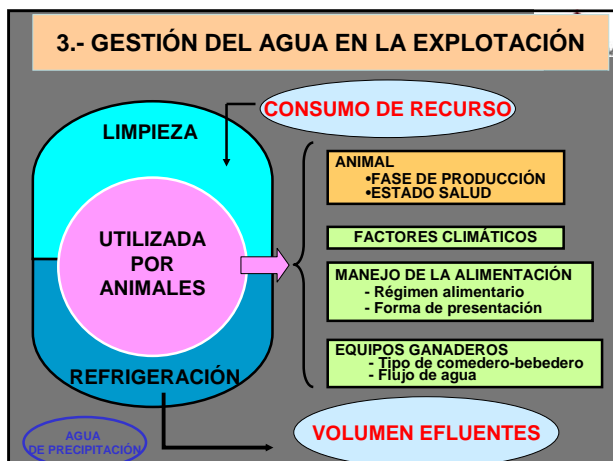 3.- GESTIÓN DEL AGUA EN LA EXPLOTACIÓN
CONSUMO DE RECURSO
LIMPIEZA
UTILIZADA
POR
ANIMALES
REFRIGERACIÓN
ANIMAL
•FASE DE PRODUCCIÓN
•ESTADO SALUD
FACTORES CLIMÁTICOS
MANEJO DE LA ALIMENTACIÓN
- Régimen alimentario
- Forma de presentación
EQUIPOS GANADEROS
- Tipo de comedero-bebedero
- Flujo de agua
AGUA
DE PRECIPITACIÓN
VOLUMEN EFLUENTES